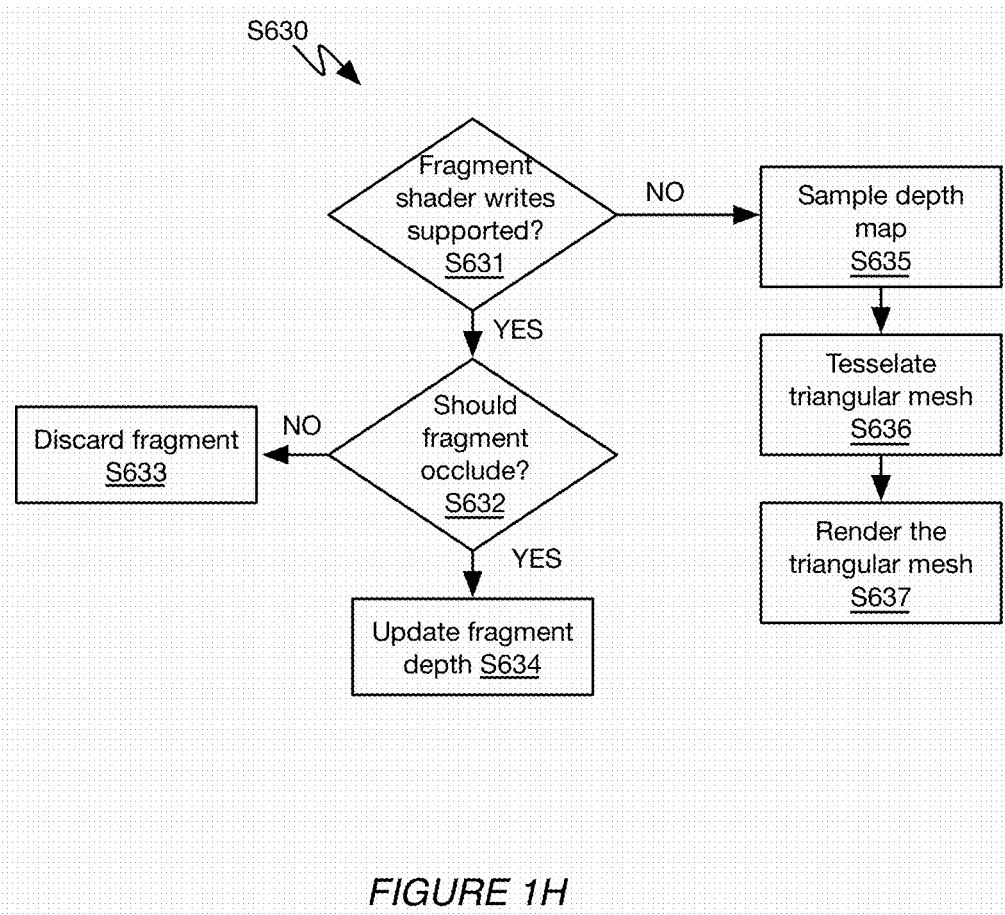 S630
Fragment
shader writes
supported?
S631
NO
Sample depth
map
S635
YES
Tesselate
triangular mesh
S636
Should
fragment
occlude?
S632
NO
Discard fragment
S633
YES
Render the
triangular mesh
S637
Update fragment
depth S634
FIGURE 1H